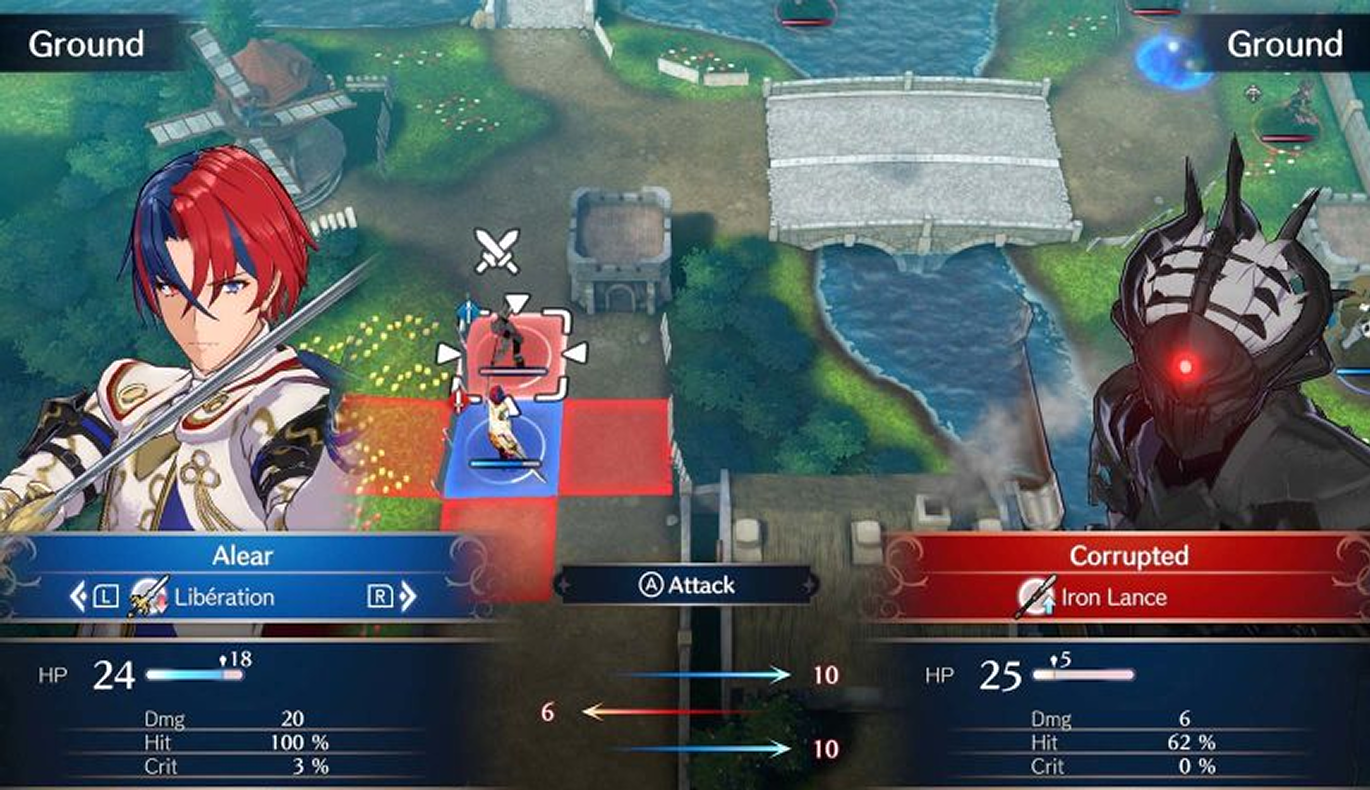 Ground
Ground
Alear
L Libération R
A Attack
Corrupted
Iron Lance
HP 24 18
Dmg 20
Hit 100 %
Crit 3 %
10
6
10
HP 25 5
Dmg 6
Hit 62 %
Crit 0 %